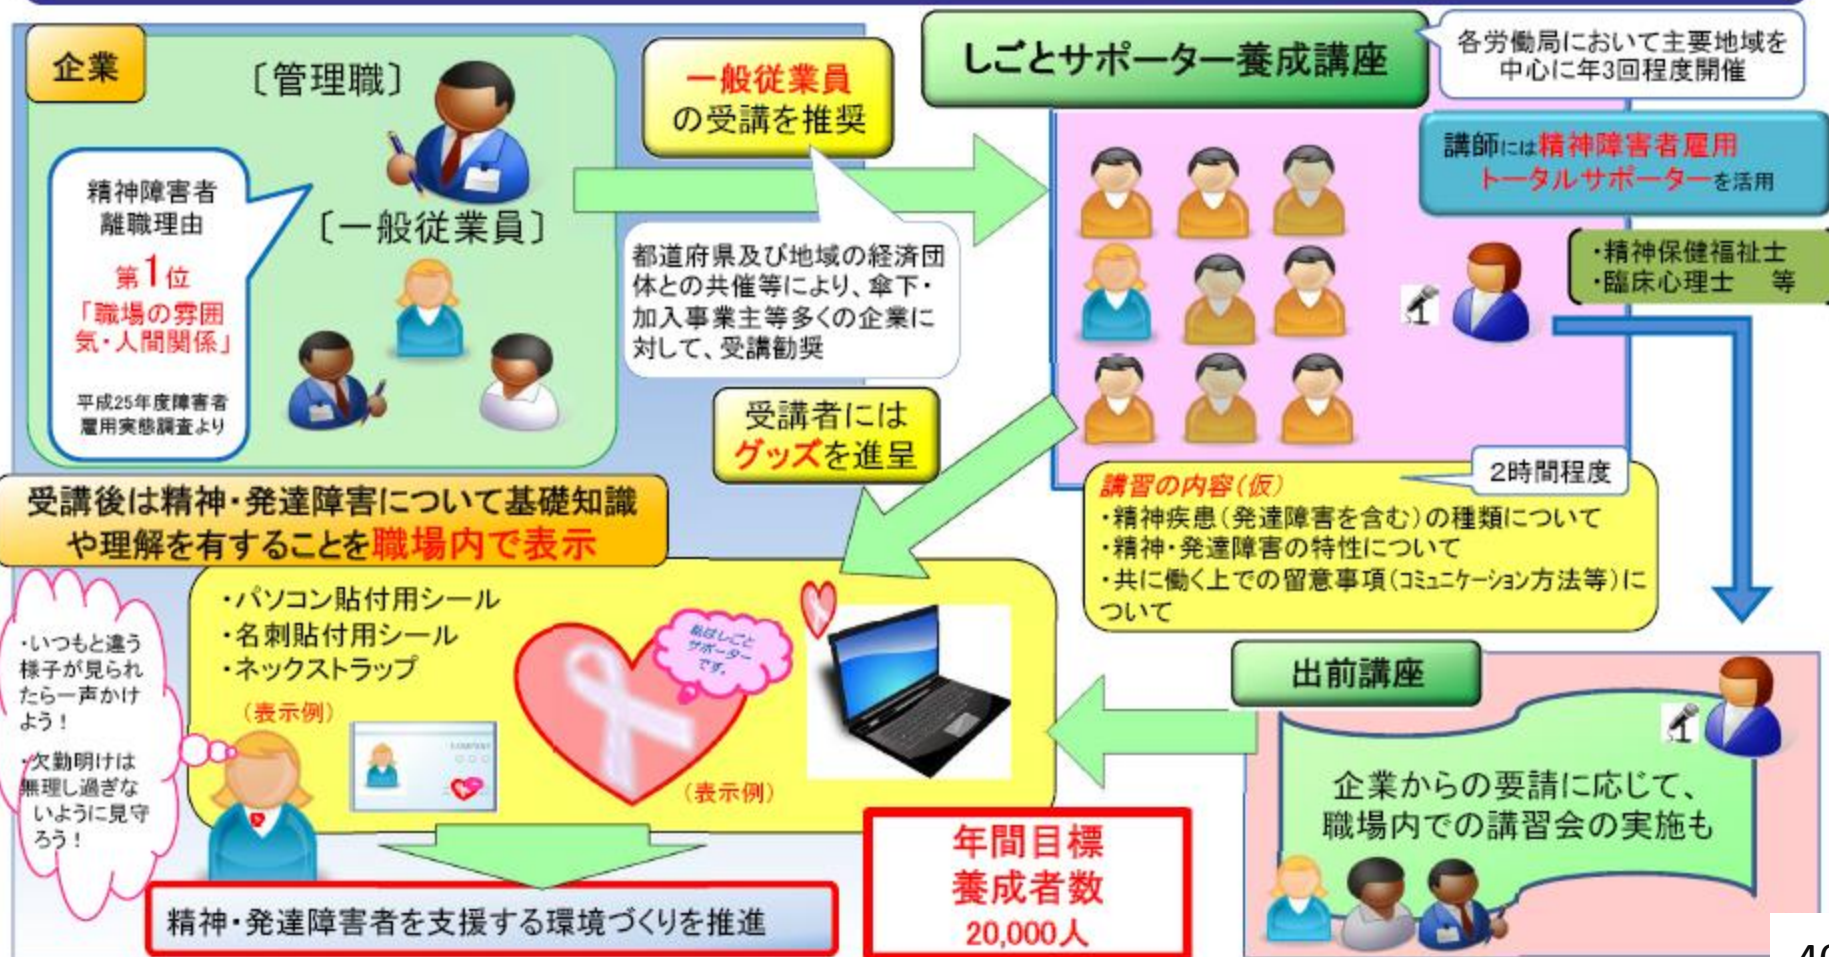 企業
〔管理職〕
〔一般従業員〕
精神障害者
離職理由
第1位
「職場の雰囲
気・人間関係」
平成25年度障害者
雇用実態調査より
一般従業員
の受講を推奨
都道府県及び地域の経済団
体との共催等により、傘下・
加入事業主等多くの企業に
対して、受講勧奨
しごとサポーター養成講座
各労働局において主要地域を
中心に年3回程度開催
講師には精神障害者雇用
トータルサポーターを活用
・精神保健福祉士
・臨床心理士 等
受講者には
グッズを進呈
2時間程度
講習の内容(仮)
・精神疾患(発達障害を含む)の種類について
・精神・発達障害の特性について
・共に働く上での留意事項(ｺﾐｭﾆｹｰｼｮﾝ方法等)に
ついて
受講後は精神・発達障害について基礎知識
や理解を有することを職場内で表示
・パソコン貼付用シール
・名刺貼付用シール
・ネックストラップ
(表示例)
COMPANY
私はしごと
サポーター
です。
(表示例)
・いつもと違う
様子が見られ
たら一声かけ
よう!
・欠勤明けは
無理し過ぎな
いように見守
ろう!
出前講座
企業からの要請に応じて、
職場内での講習会の実施も
年間目標
養成者数
20,000人
精神・発達障害者を支援する環境づくりを推進